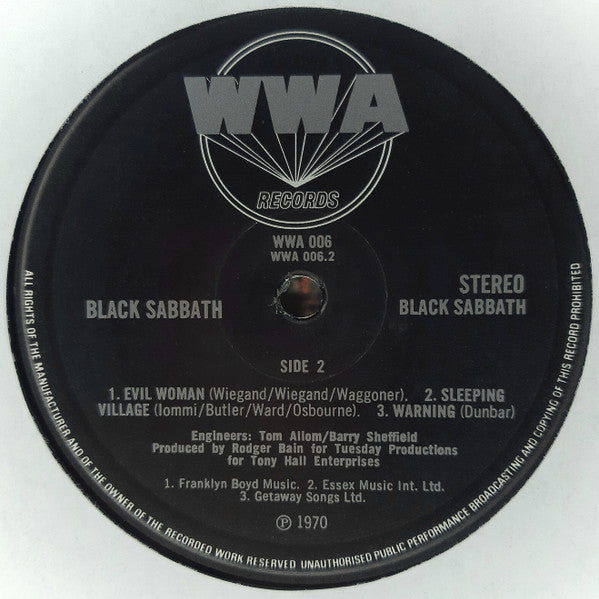 WWA
RECORDS
WWA 006
WWA 006.2
BLACK SABBATH
STEREO
BLACK SABBATH
SIDE 2
1. EVIL WOMAN (Wiegand/Wiegand/Waggoner). 2. SLEEPING
VILLAGE (Iommi/Butler/Ward/Osbourne). 3. WARNING (Dunbar)
Engineers: Tom Allom/Barry Sheffield
Produced by Rodger Bain for Tuesday Productions
for Tony Hall Enterprises
1. Franklyn Boyd Music. 2. Essex Music Int. Ltd.
3. Getaway Songs Ltd.
℗ 1970
ALL RIGHTS OF THE MANUFACTURER AND OF THE OWNER OF THE RECORDED WORK RESERVED UNAUTHORISED PUBLIC PERFORMANCE BROADCASTING AND COPYING OF THIS RECORD PROHIBITED